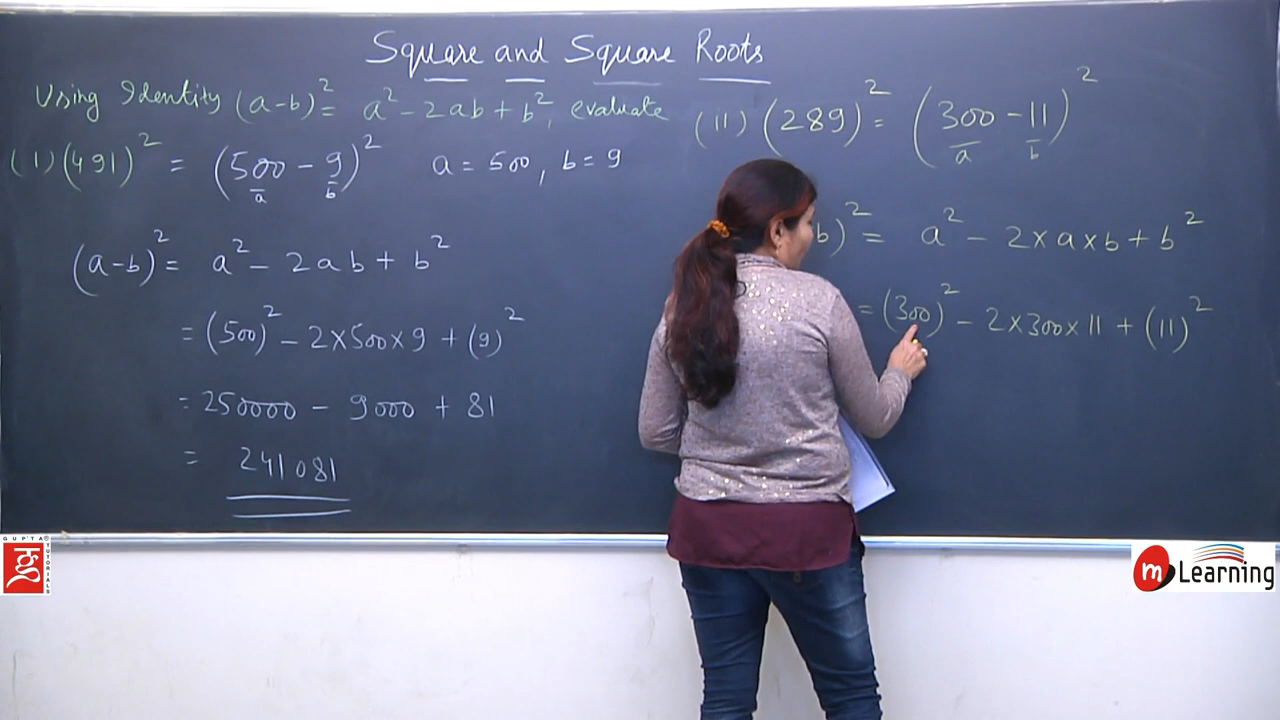 Square and Square Roots
Using Identity (a-b)² = a² - 2ab + b², evaluate
(I) (491)² = (500 - 9)² a = 500, b = 9
a b
(a-b)² = a² - 2ab + b²
= (500)² - 2×500×9 + (9)²
= 250000 - 9000 + 81
= 241081
(II) (289)² = (300 - 11)²
a b
b)² = a² - 2×a×b + b²
= (300)² - 2×300×11 + (11)²
GUPTA
TUTORIALS
m Learning